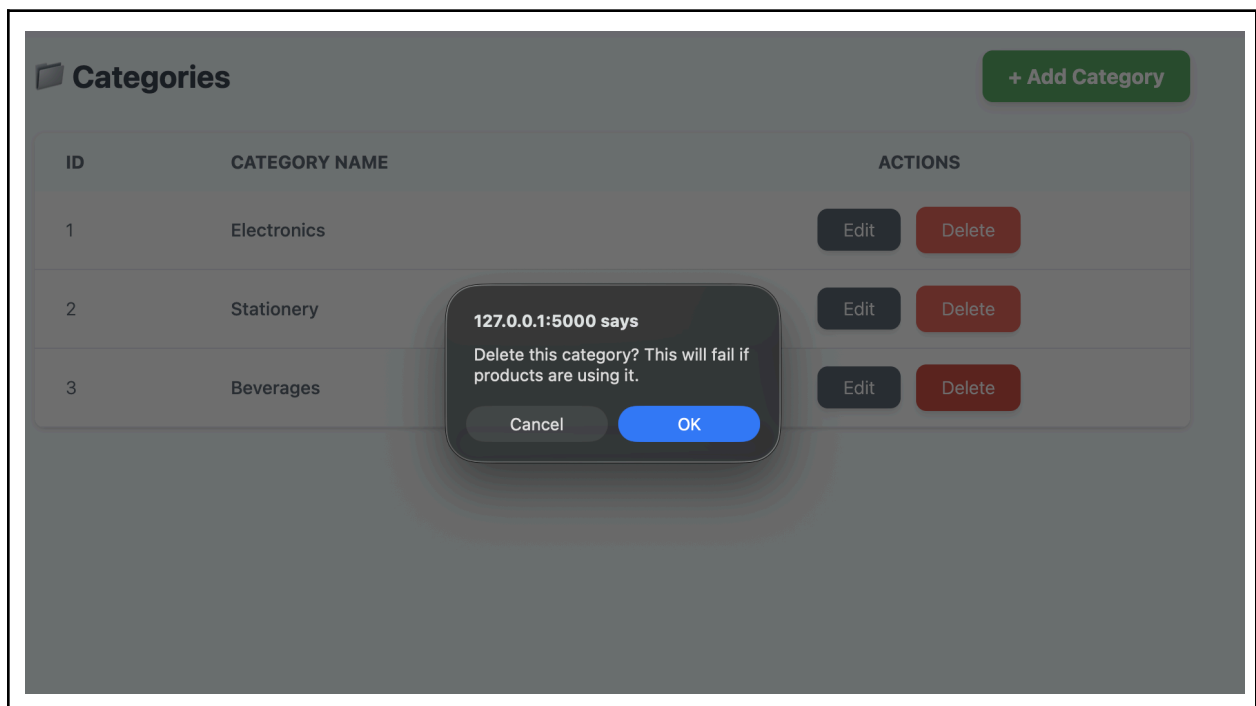 Categories
+ Add Category
ID CATEGORY NAME ACTIONS
1 Electronics Edit Delete
2 Stationery Edit Delete
3 Beverages Edit Delete
127.0.0.1:5000 says
Delete this category? This will fail if
products are using it.
Cancel OK